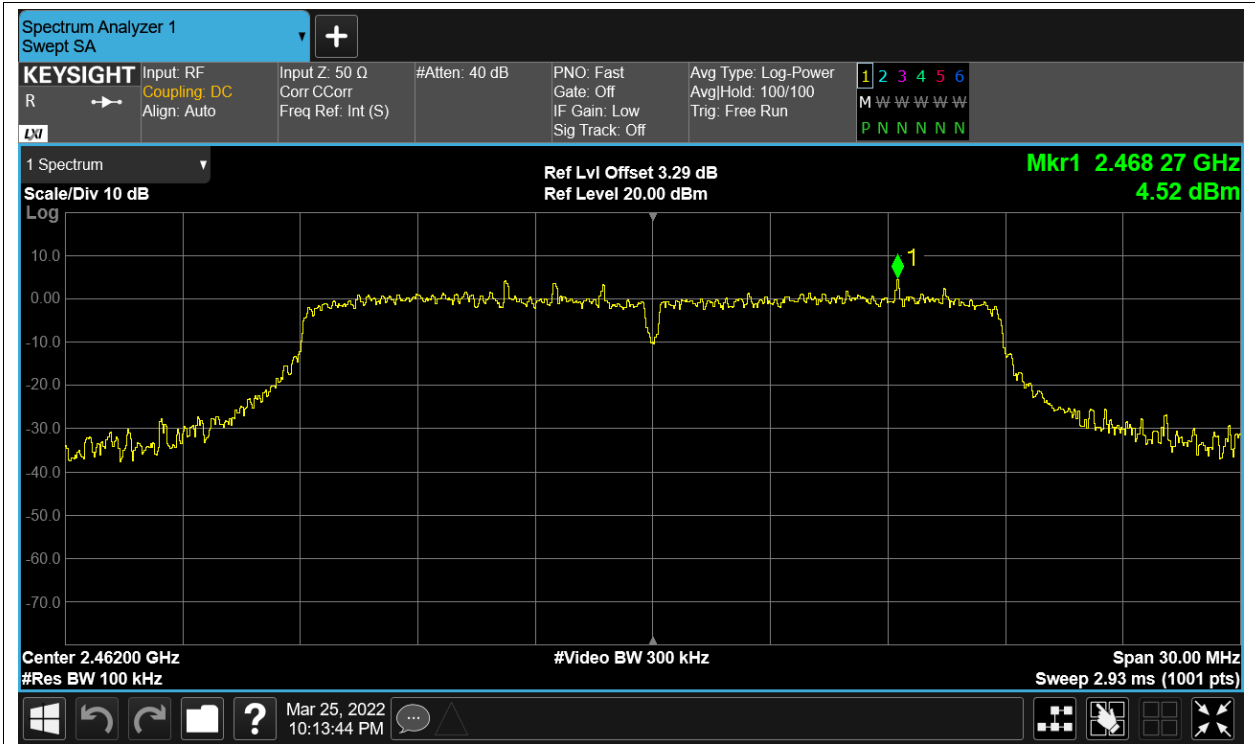 Spectrum Analyzer 1
Swept SA
KEYSIGHT
R
LXI
Input: RF
Coupling: DC
Align: Auto
Input Z: 50 Ω
Corr CCorr
Freq Ref: Int (S)
#Atten: 40 dB
PNO: Fast
Gate: Off
IF Gain: Low
Sig Track: Off
Avg Type: Log-Power
Avg|Hold: 100/100
Trig: Free Run
1 2 3 4 5 6
M W W W W W
P N N N N N
1 Spectrum
Scale/Div 10 dB
Log
Ref Lvl Offset 3.29 dB
Ref Level 20.00 dBm
Mkr1 2.468 27 GHz
4.52 dBm
1
10.0
0.00
-10.0
-20.0
-30.0
-40.0
-50.0
-60.0
-70.0
Center 2.46200 GHz
#Res BW 100 kHz
#Video BW 300 kHz
Span 30.00 MHz
Sweep 2.93 ms (1001 pts)
?
Mar 25, 2022
10:13:44 PM